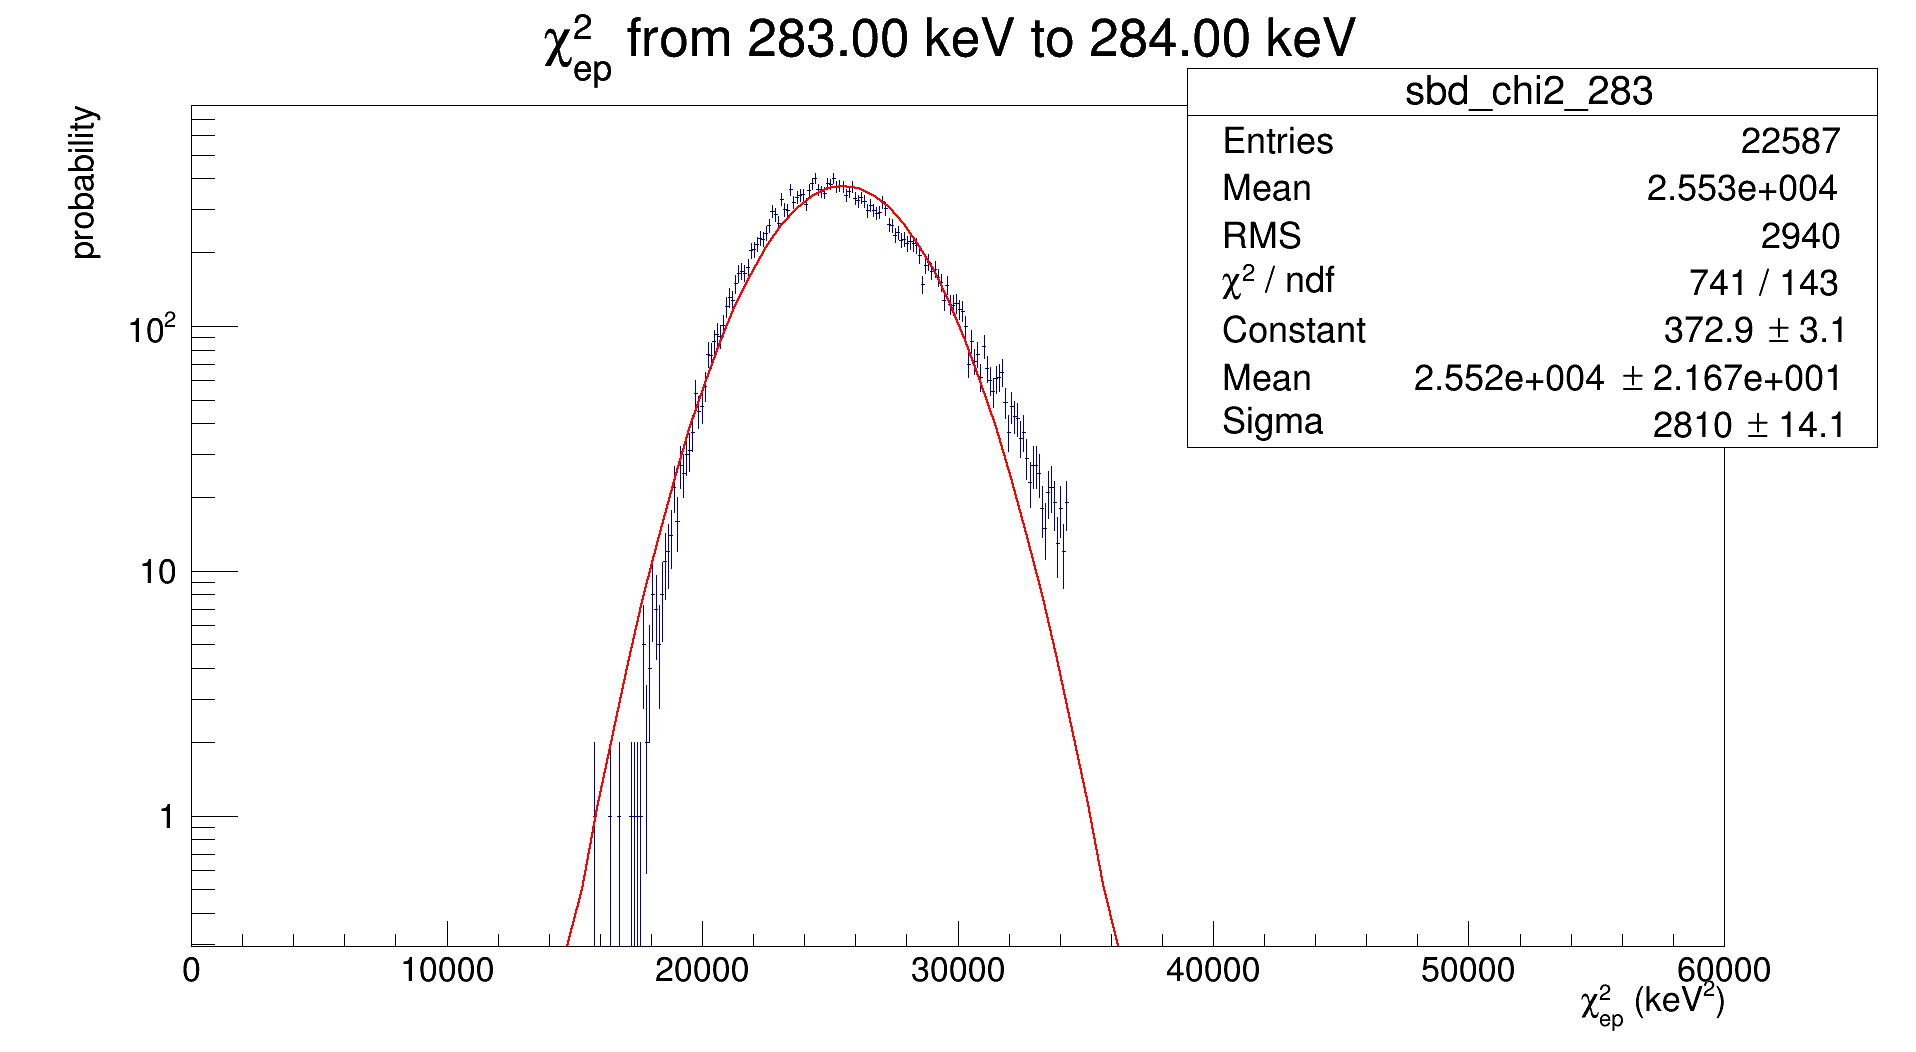 χ²ep from 283.00 keV to 284.00 keV
sbd_chi2_283
Entries 22587
Mean 2.553e+004
RMS 2940
χ² / ndf 741 / 143
Constant 372.9 ± 3.1
Mean 2.552e+004 ± 2.167e+001
Sigma 2810 ± 14.1
probability
10²
10
1
0 10000 20000 30000 40000 50000 60000
χ²ep (keV²)